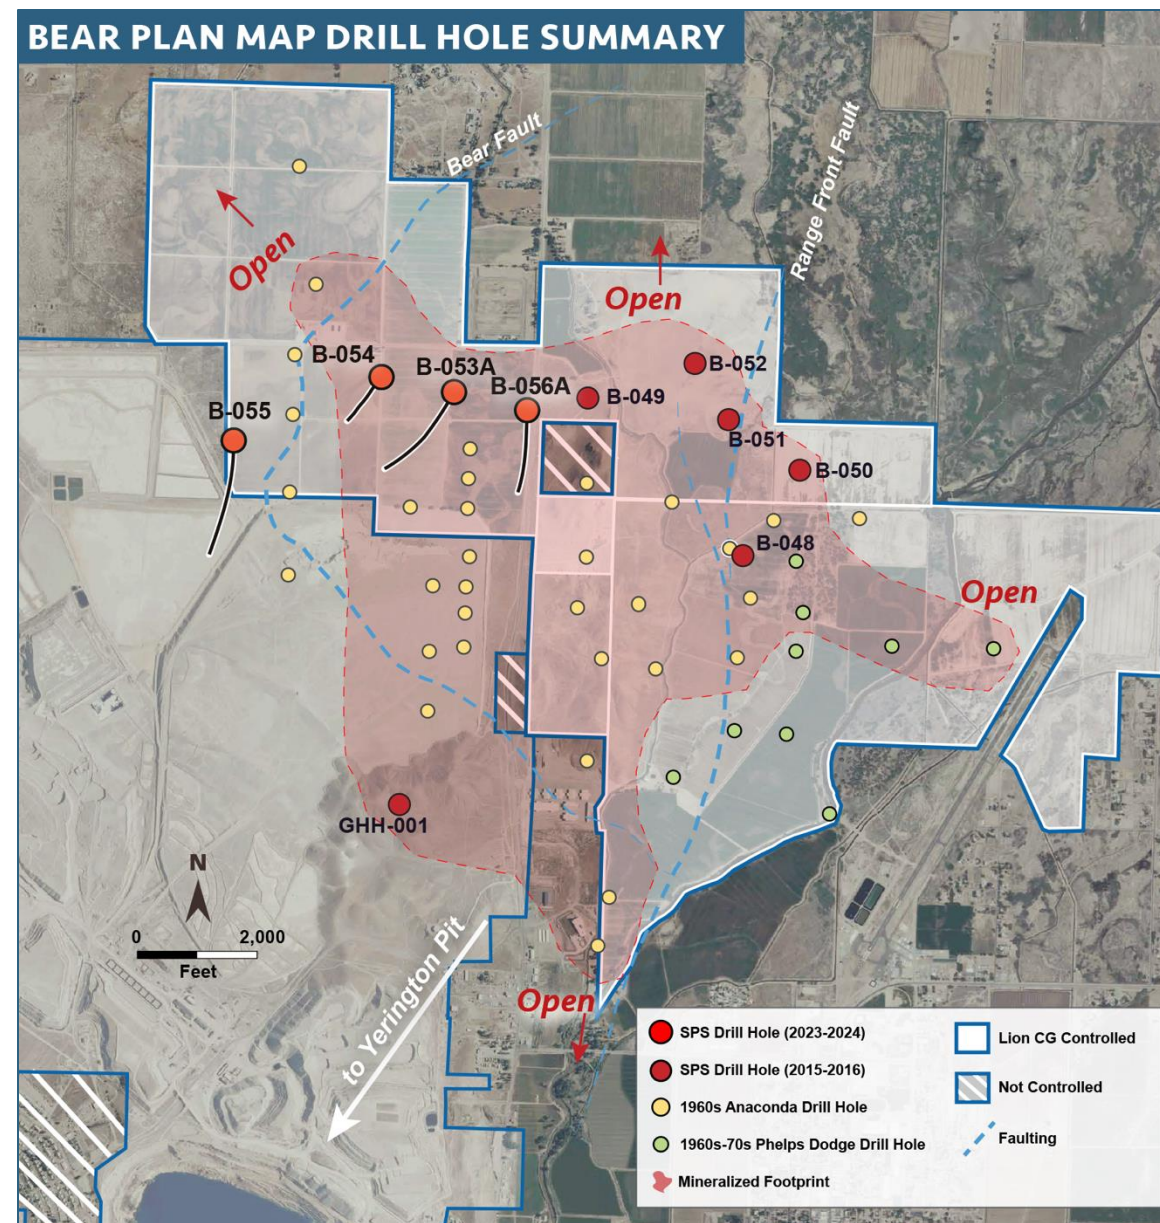 BEAR PLAN MAP DRILL HOLE SUMMARY
Bear Fault
Range Front Fault
Open
Open
B-054
B-053A
B-052
B-056A
B-049
B-055
B-051
B-050
B-048
Open
GHH-001
N
0 2,000
Feet
to Yerington Pit
Open
SPS Drill Hole (2023-2024)
SPS Drill Hole (2015-2016)
1960s Anaconda Drill Hole
1960s-70s Phelps Dodge Drill Hole
Mineralized Footprint
Lion CG Controlled
Not Controlled
Faulting